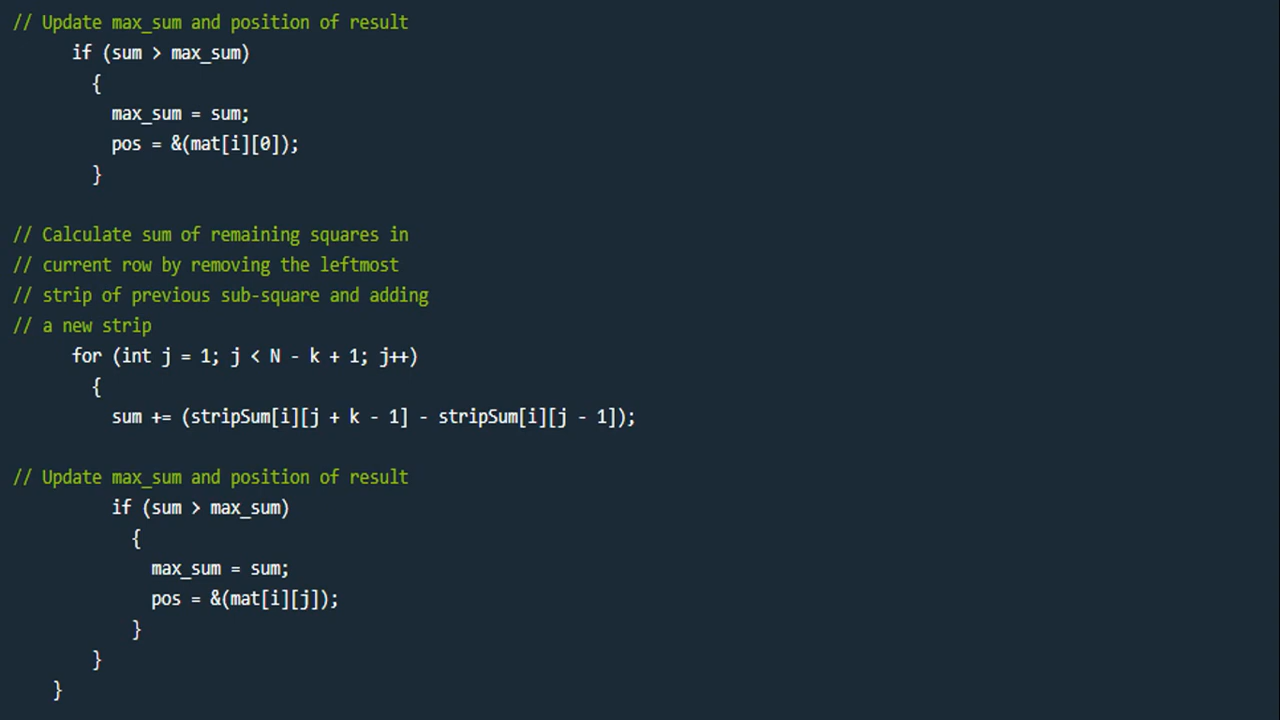 // Update max_sum and position of result
if (sum > max_sum)
{
max_sum = sum;
pos = &(mat[i][0]);
}
// Calculate sum of remaining squares in
// current row by removing the leftmost
// strip of previous sub-square and adding
// a new strip
for (int j = 1; j < N - k + 1; j++)
{
sum += (stripSum[i][j + k - 1] - stripSum[i][j - 1]);
// Update max_sum and position of result
if (sum > max_sum)
{
max_sum = sum;
pos = &(mat[i][j]);
}
}
}